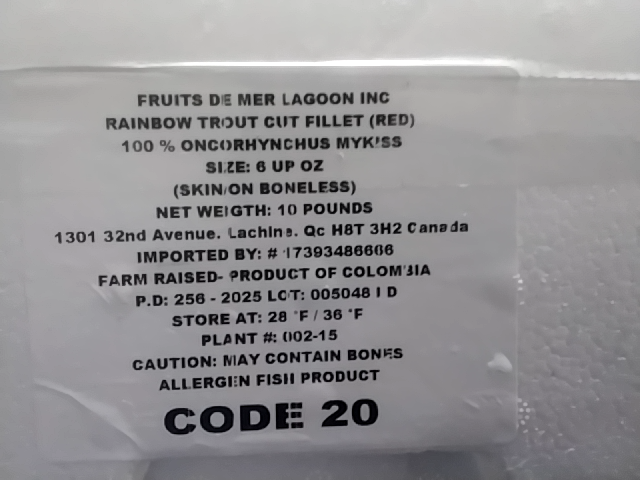 FRUITS DE MER LAGOON INC
RAINBOW TROUT CUT FILLET (RED)
100 % ONCORHYNCHUS MYKISS
SIZE: 6 UP OZ
(SKIN/ON BONELESS)
NET WEIGTH: 10 POUNDS
1301 32nd Avenue. Lachine. Qc H8T 3H2 Canada
IMPORTED BY: # 17393486666
FARM RAISED- PRODUCT OF COLOMBIA
P.D: 256 - 2025 LOT: 005048 I D
STORE AT: 28 °F / 36 °F
PLANT #: 002-15
CAUTION: MAY CONTAIN BONES
ALLERGEN FISH PRODUCT
CODE 20